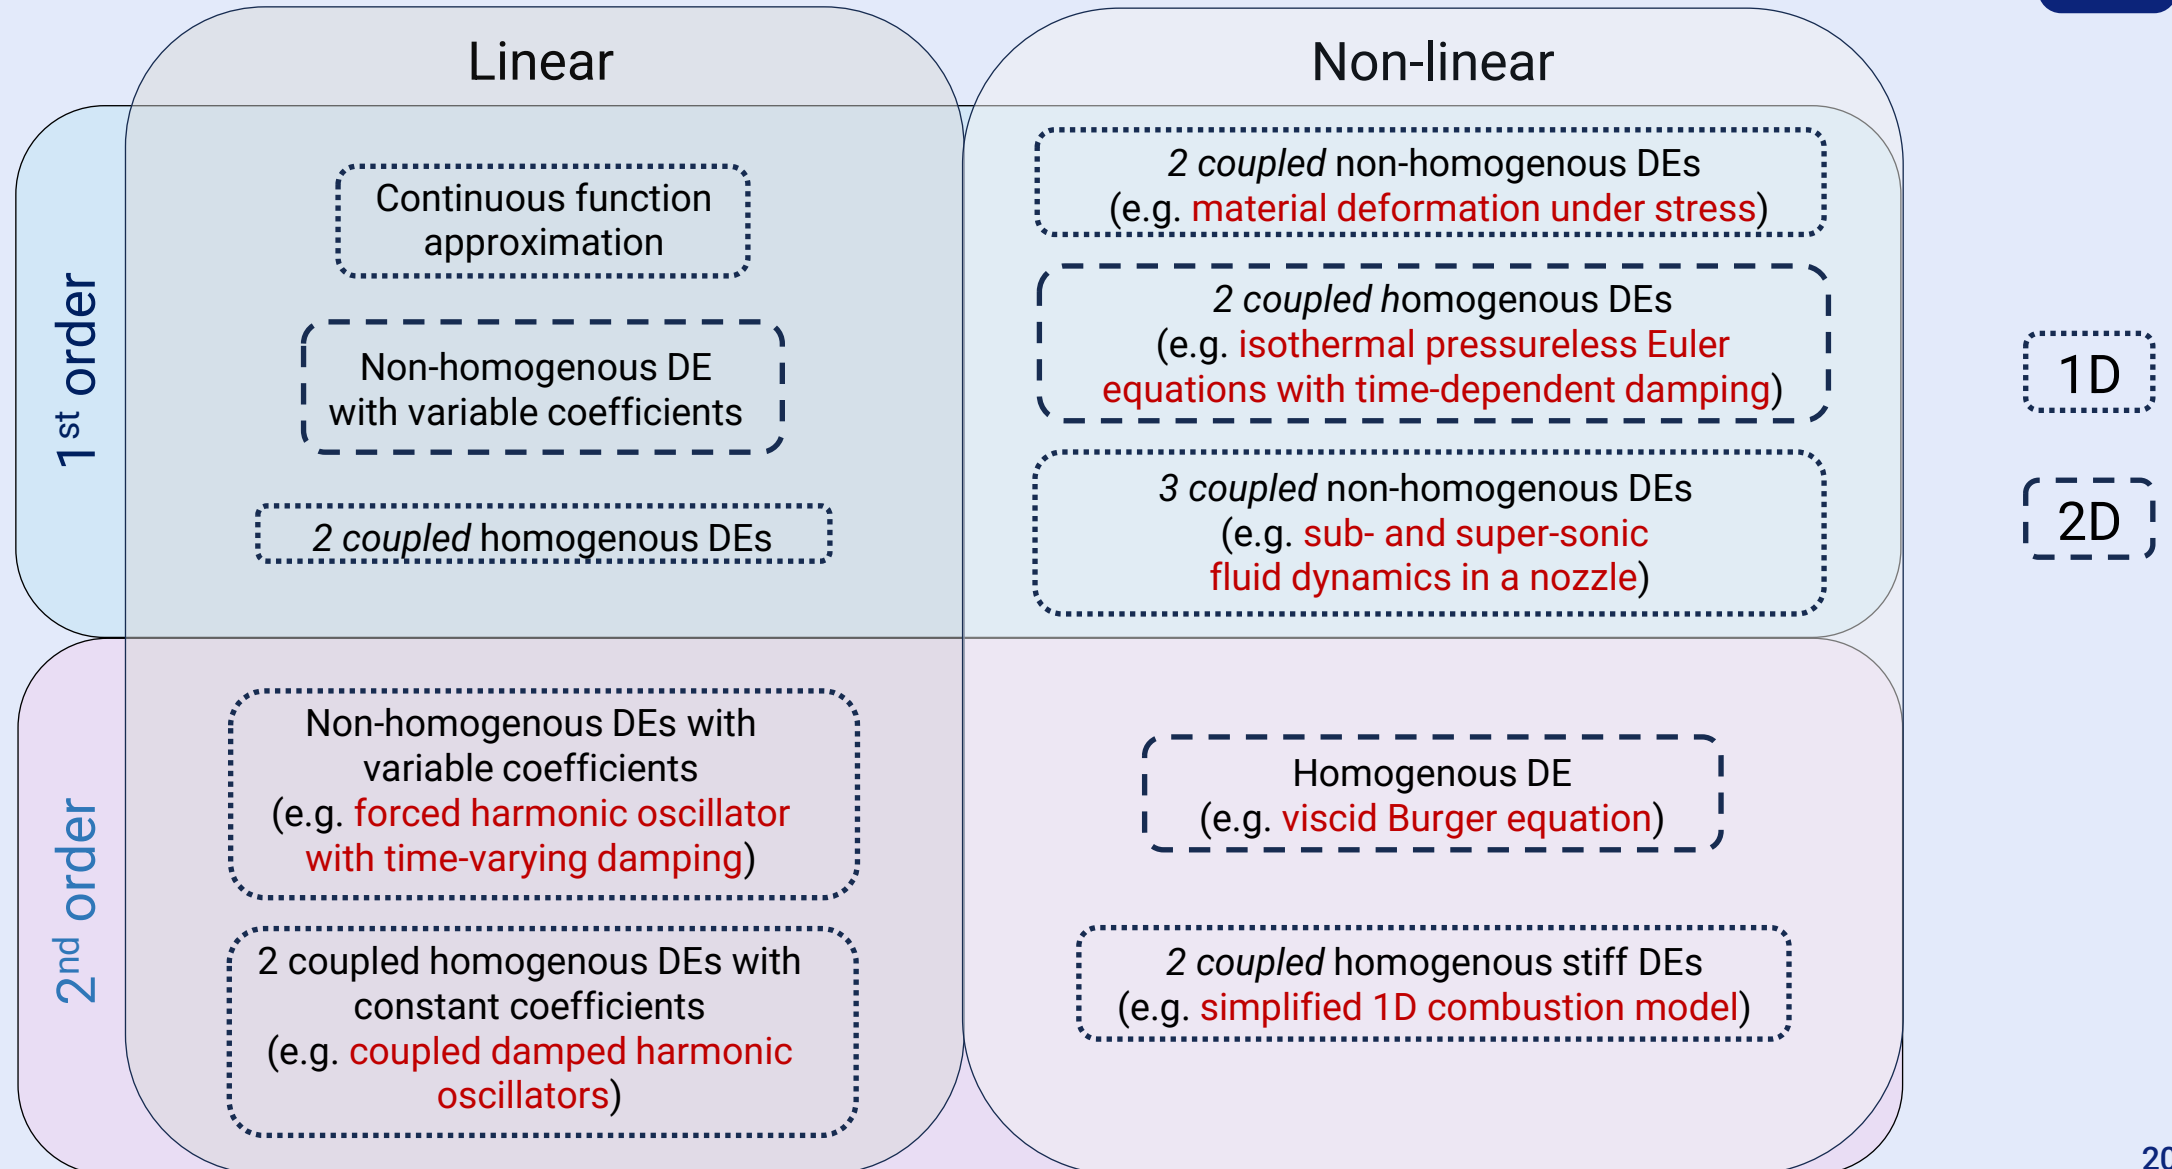 Linear
Non-linear
1st order
Continuous function
approximation
Non-homogenous DE
with variable coefficients
2 coupled homogenous DEs
2 coupled non-homogenous DEs
(e.g. material deformation under stress)
2 coupled homogenous DEs
(e.g. isothermal pressureless Euler
equations with time-dependent damping)
3 coupled non-homogenous DEs
(e.g. sub- and super-sonic
fluid dynamics in a nozzle)
2nd order
Non-homogenous DEs with
variable coefficients
(e.g. forced harmonic oscillator
with time-varying damping)
2 coupled homogenous DEs with
constant coefficients
(e.g. coupled damped harmonic
oscillators)
Homogenous DE
(e.g. viscid Burger equation)
2 coupled homogenous stiff DEs
(e.g. simplified 1D combustion model)
1D
2D
20